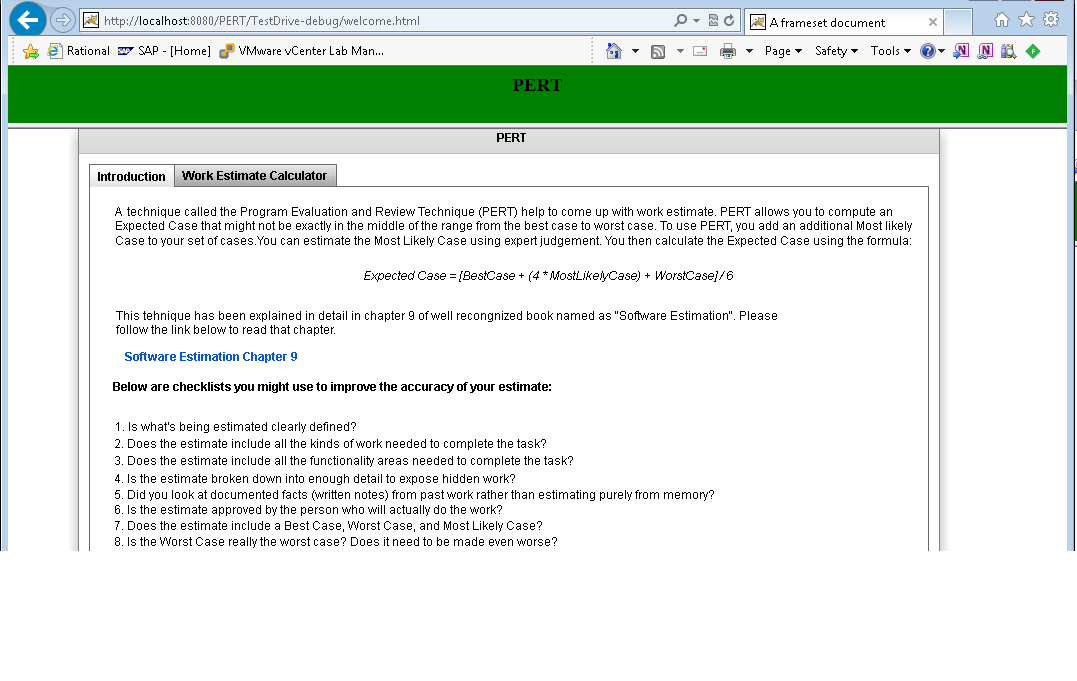 http://localhost:8080/PERT/TestDrive-debug/welcome.html
A frameset document
Rational SAP - [Home] VMware vCenter Lab Man...
Page Safety Tools
PERT
PERT
Introduction Work Estimate Calculator
A technique called the Program Evaluation and Review Technique (PERT) help to come up with work estimate. PERT allows you to compute an
Expected Case that might not be exactly in the middle of the range from the best case to worst case. To use PERT, you add an additional Most likely
Case to your set of cases.You can estimate the Most Likely Case using expert judgement. You then calculate the Expected Case using the formula:
Expected Case = [BestCase + (4 * MostLikelyCase) + WorstCase] / 6
This tehnique has been explained in detail in chapter 9 of well recongnized book named as "Software Estimation". Please
follow the link below to read that chapter.
Software Estimation Chapter 9
Below are checklists you might use to improve the accuracy of your estimate:
1. Is what's being estimated clearly defined?
2. Does the estimate include all the kinds of work needed to complete the task?
3. Does the estimate include all the functionality areas needed to complete the task?
4. Is the estimate broken down into enough detail to expose hidden work?
5. Did you look at documented facts (written notes) from past work rather than estimating purely from memory?
6. Is the estimate approved by the person who will actually do the work?
7. Does the estimate include a Best Case, Worst Case, and Most Likely Case?
8. Is the Worst Case really the worst case? Does it need to be made even worse?